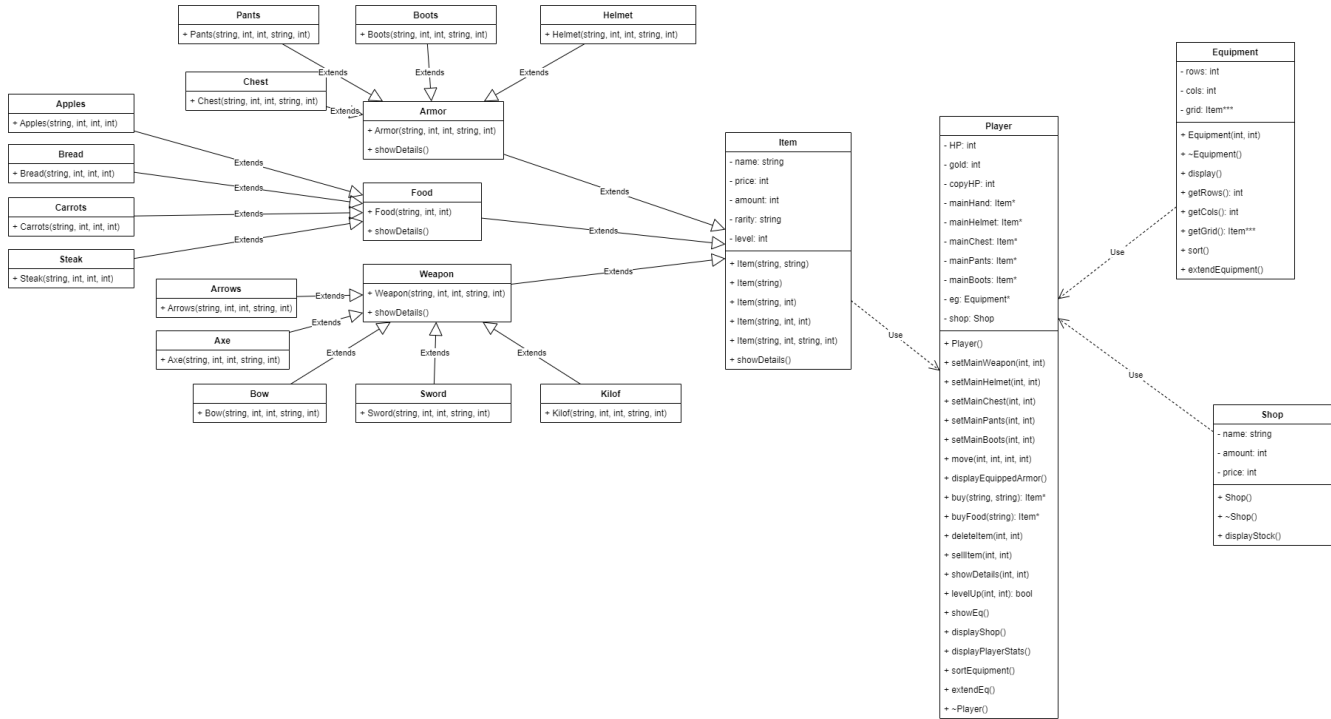 Pants
+ Pants(string, int, int, string, int)
Boots
+ Boots(string, int, int, string, int)
Helmet
+ Helmet(string, int, int, string, int)
Extends
Extends
Extends
Chest
+ Chest(string, int, int, string, int)
Extends
Armor
+ Armor(string, int, int, string, int)
+ showDetails()
Apples
+ Apples(string, int, int, int)
Bread
+ Bread(string, int, int, int)
Carrots
+ Carrots(string, int, int, int)
Steak
+ Steak(string, int, int, int)
Extends
Extends
Extends
Extends
Food
+ Food(string, int, int)
+ showDetails()
Weapon
+ Weapon(string, int, int, string, int)
+ showDetails()
Arrows
+ Arrows(string, int, int, string, int)
Extends
Axe
+ Axe(string, int, int, string, int)
Extends
Extends
Extends
Extends
Bow
+ Bow(string, int, int, string, int)
Sword
+ Sword(string, int, int, string, int)
Kilof
+ Kilof(string, int, int, string, int)
Extends
Extends
Extends
Item
- name: string
- price: int
- amount: int
- rarity: string
- level: int
+ Item(string, string)
+ Item(string)
+ Item(string, int)
+ Item(string, int, int)
+ Item(string, int, string, int)
+ showDetails()
Use
Player
- HP: int
- gold: int
- copyHP: int
- mainHand: Item*
- mainHelmet: Item*
- mainChest: Item*
- mainPants: Item*
- mainBoots: Item*
- eg: Equipment*
- shop: Shop
+ Player()
+ setMainWeapon(int, int)
+ setMainHelmet(int, int)
+ setMainChest(int, int)
+ setMainPants(int, int)
+ setMainBoots(int, int)
+ move(int, int, int, int)
+ displayEquippedArmor()
+ buy(string, string): Item*
+ buyFood(string): Item*
+ deleteItem(int, int)
+ sellItem(int, int)
+ showDetails(int, int)
+ levelUp(int, int): bool
+ showEq()
+ displayShop()
+ displayPlayerStats()
+ sortEquipment()
+ extendEq()
+ ~Player()
Use
Use
Equipment
- rows: int
- cols: int
- grid: Item***
+ Equipment(int, int)
+ ~Equipment()
+ display()
+ getRows(): int
+ getCols(): int
+ getGrid(): Item***
+ sort()
+ extendEquipment()
Shop
- name: string
- amount: int
- price: int
+ Shop()
+ ~Shop()
+ displayStock()